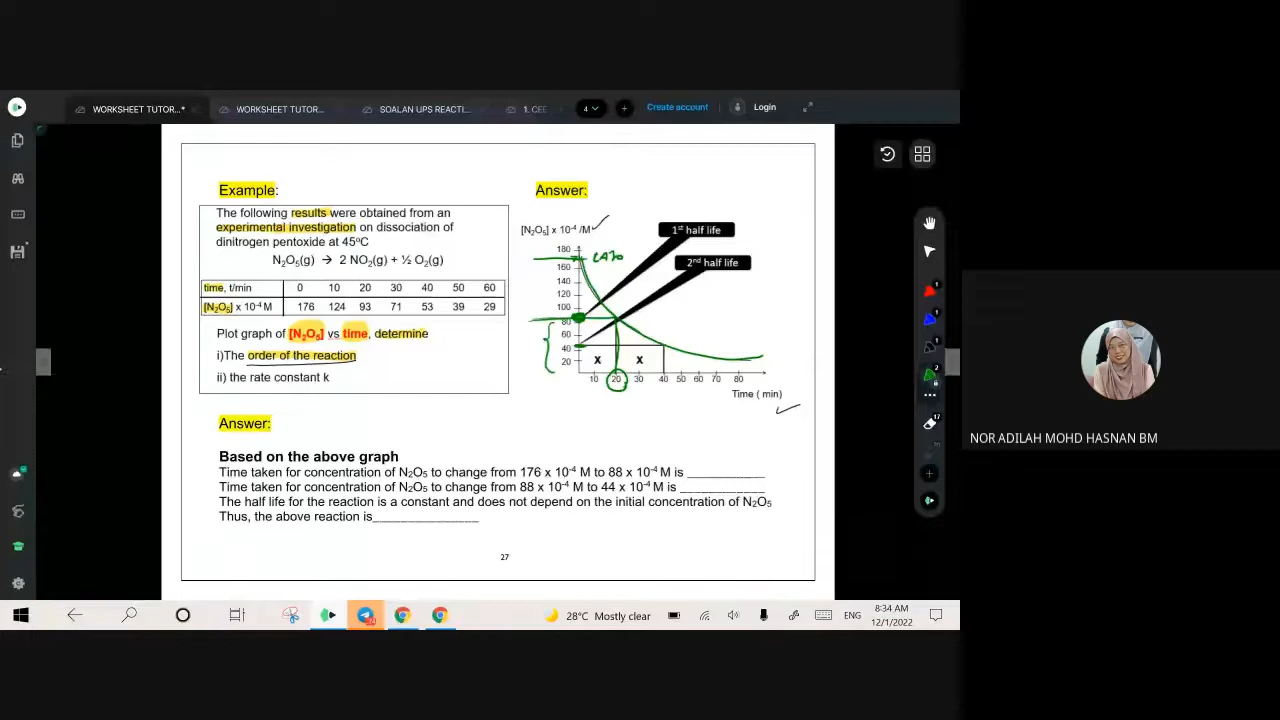 WORKSHEET TUTOR...*
WORKSHEET TUTOR...
SOALAN UPS REACTI...
1. CEE
4
Create account
Login
Example:
The following results were obtained from an
experimental investigation on dissociation of
dinitrogen pentoxide at 45°C
N₂O₅(g) → 2 NO₂(g) + ½ O₂(g)
time, t/min 0 10 20 30 40 50 60
[N₂O₅] x 10⁻⁴ M 176 124 93 71 53 39 29
Plot graph of [N₂O₅] vs time, determine
i)The order of the reaction
ii) the rate constant k
Answer:
[N₂O₅] x 10⁻⁴ /M
1st half life
2nd half life
180
160
140
120
100
80
60
40
20
[A]₀
x x
10 20 30 40 50 60 70 80
Time ( min)
Answer:
Based on the above graph
Time taken for concentration of N₂O₅ to change from 176 x 10⁻⁴ M to 88 x 10⁻⁴ M is ___________
Time taken for concentration of N₂O₅ to change from 88 x 10⁻⁴ M to 44 x 10⁻⁴ M is ____________
The half life for the reaction is a constant and does not depend on the initial concentration of N₂O₅
Thus, the above reaction is_______________
27
NOR ADILAH MOHD HASNAN BM
28°C Mostly clear
ENG
8:34 AM
12/1/2022